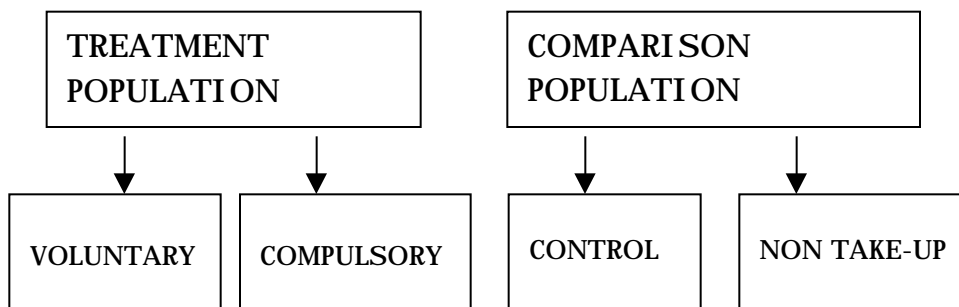 TREATMENT
POPULATION
COMPARISON
POPULATION
VOLUNTARY
COMPULSORY
CONTROL
NON TAKE-UP